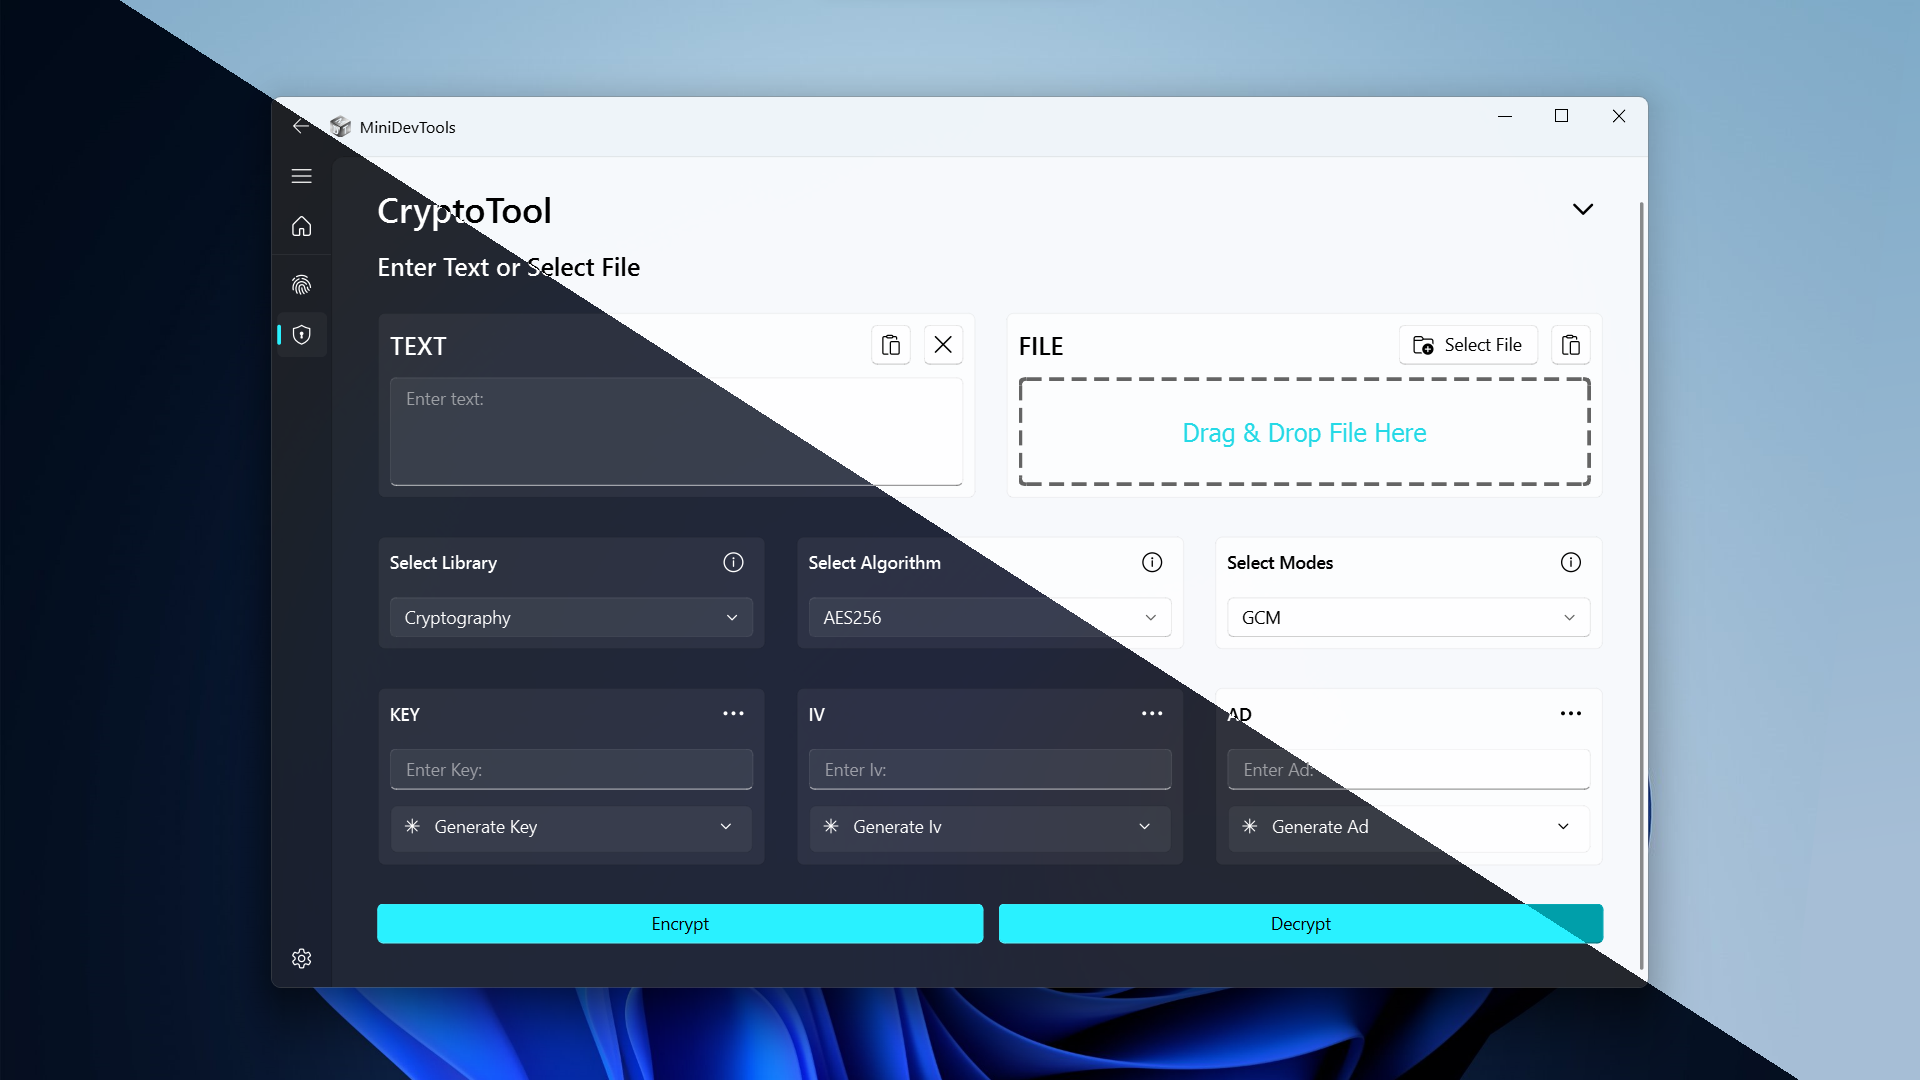 MiniDevTools
CryptoTool
Enter Text or Select File
TEXT
Enter text:
FILE
Select File
Drag & Drop File Here
Select Library
Cryptography
Select Algorithm
AES256
Select Modes
GCM
KEY
Enter Key:
Generate Key
IV
Enter Iv:
Generate Iv
AD
Enter Ad:
Generate Ad
Encrypt
Decrypt